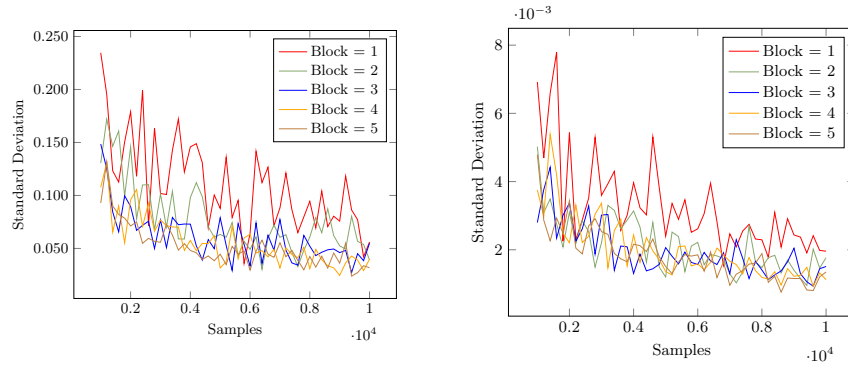 0.250
0.200
0.150
0.100
0.050
Standard Deviation
0.2 0.4 0.6 0.8 1
Samples
·10⁴
Block = 1
Block = 2
Block = 3
Block = 4
Block = 5
·10⁻³
8
6
4
2
Standard Deviation
0.2 0.4 0.6 0.8 1
Samples
·10⁴
Block = 1
Block = 2
Block = 3
Block = 4
Block = 5